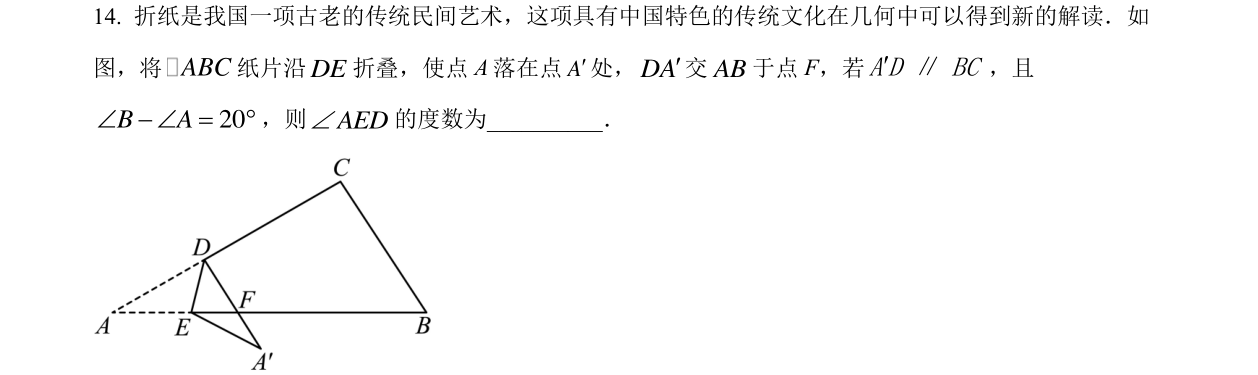 14. 折纸是我国一项古老的传统民间艺术，这项具有中国特色的传统文化在几何中可以得到新的解读．如
图，将□ABC 纸片沿 DE 折叠，使点 A 落在点 A′ 处， DA′ 交 AB 于点 F，若 A′D ∥ BC ，且
∠B－∠A＝20° ，则∠AED 的度数为__________．
C
D
F
A
E
B
A′